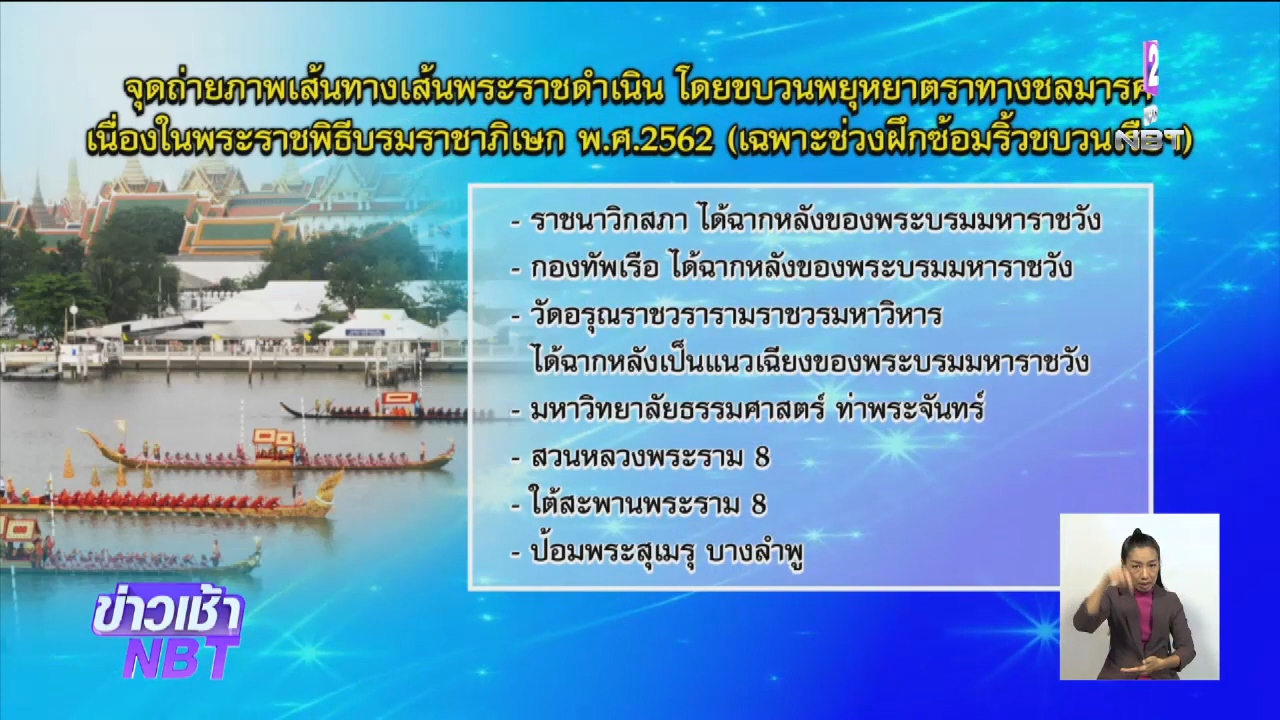 จุดถ่ายภาพเส้นทางเส้นพระราชดำเนิน โดยขบวนพยุหยาตราทางชลมารค
เนื่องในพระราชพิธีบรมราชาภิเษก พ.ศ.2562 (เฉพาะช่วงฝึกซ้อมริ้วขบวน
2
NBT
- ราชนาวิกสภา ได้ฉากหลังของพระบรมมหาราชวัง
- กองทัพเรือ ได้ฉากหลังของพระบรมมหาราชวัง
- วัดอรุณราชวรารามราชวรมหาวิหาร
ได้ฉากหลังเป็นแนวเฉียงของพระบรมมหาราชวัง
- มหาวิทยาลัยธรรมศาสตร์ ท่าพระจันทร์
- สวนหลวงพระราม 8
- ใต้สะพานพระราม 8
- ป้อมพระสุเมรุ บางลำพู
ข่าวเช้า
NBT